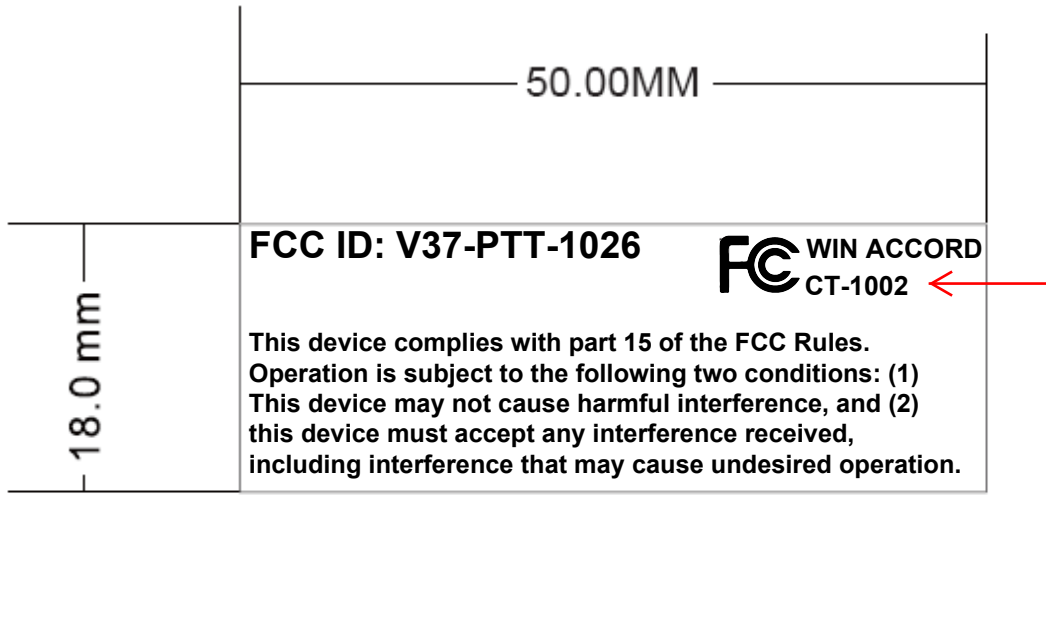 50.00MM
18.0 mm
FCC ID: V37-PTT-1026
FC WIN ACCORD
CT-1002
This device complies with part 15 of the FCC Rules.
Operation is subject to the following two conditions: (1)
This device may not cause harmful interference, and (2)
this device must accept any interference received,
including interference that may cause undesired operation.